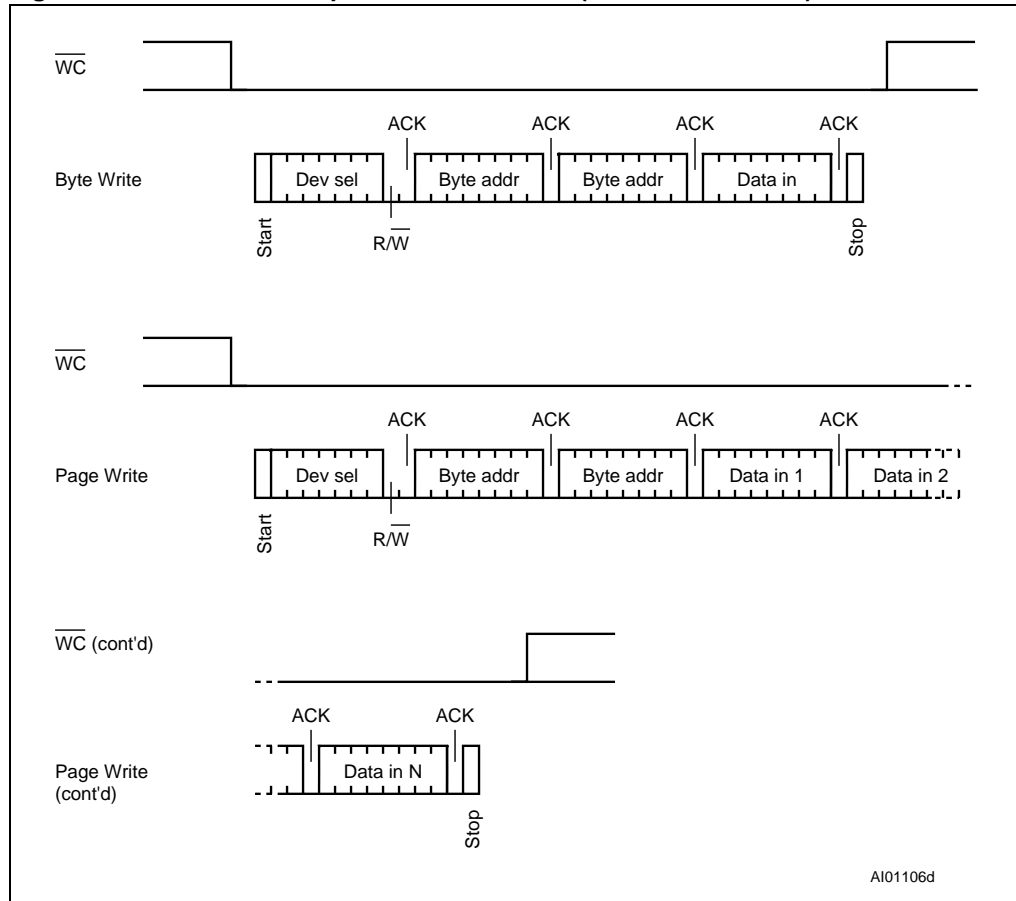 WC
ACK ACK ACK ACK
Byte Write Dev sel Byte addr Byte addr Data in
Start R/W Stop
WC
ACK ACK ACK ACK
Page Write Dev sel Byte addr Byte addr Data in 1 Data in 2
Start R/W
WC (cont'd)
ACK ACK
Page Write
(cont'd) Data in N
Stop
AI01106d